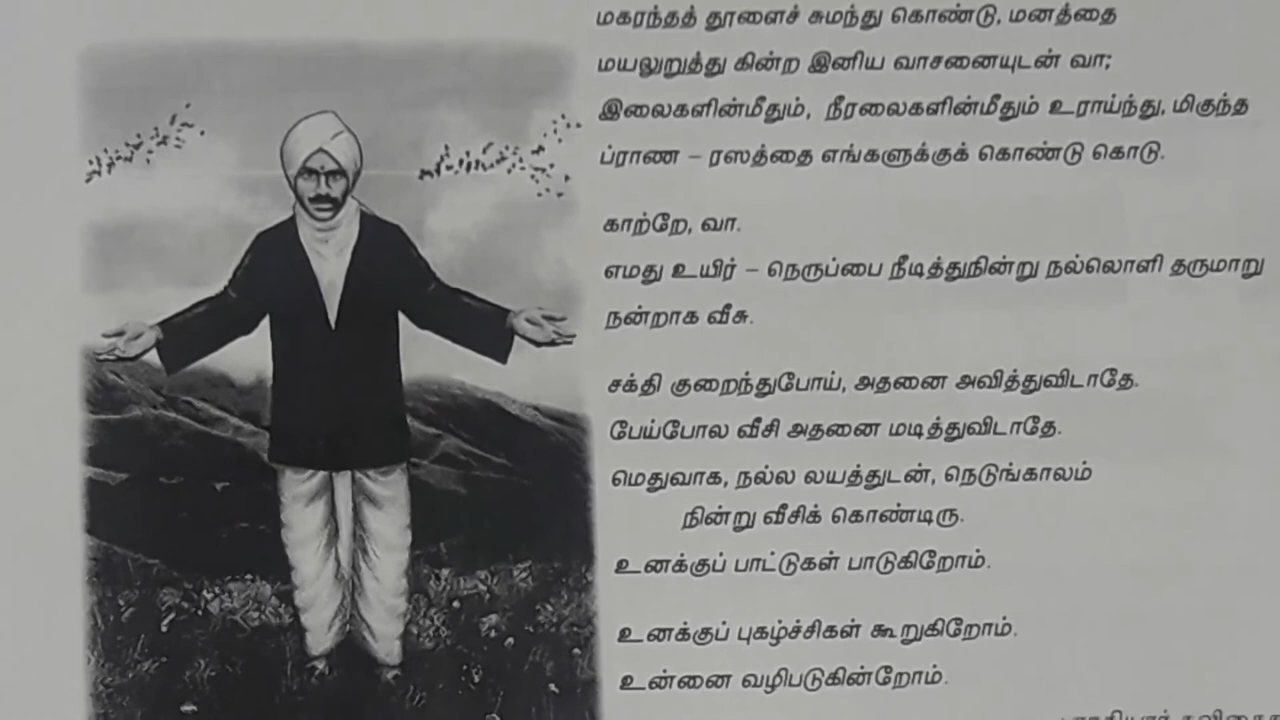 மகரந்தத் தூளைச் சுமந்து கொண்டு, மனத்தை
மயலுறுத்து கின்ற இனிய வாசனையுடன் வா;
இலைகளின்மீதும், நீரலைகளின்மீதும் உராய்ந்து, மிகுந்த
ப்ராண – ரஸத்தை எங்களுக்குக் கொண்டு கொடு.
காற்றே, வா.
எமது உயிர் – நெருப்பை நீடித்துநின்று நல்லொளி தருமாறு
நன்றாக வீசு.
சக்தி குறைந்துபோய், அதனை அவித்துவிடாதே.
பேய்போல வீசி அதனை மடித்துவிடாதே.
மெதுவாக, நல்ல லயத்துடன், நெடுங்காலம்
நின்று வீசிக் கொண்டிரு.
உனக்குப் பாட்டுகள் பாடுகிறோம்.
உனக்குப் புகழ்ச்சிகள் கூறுகிறோம்.
உன்னை வழிபடுகின்றோம்.